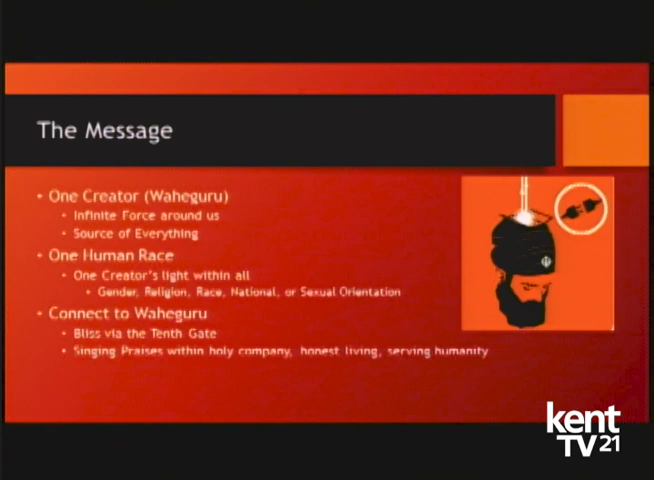 The Message
• One Creator (Waheguru)
• Infinite Force around us
• Source of Everything
• One Human Race
• One Creator's light within all
• Gender, Religion, Race, National, or Sexual Orientation
• Connect to Waheguru
• Bliss via the Tenth Gate
• Singing Praises within holy company, honest living, serving humanity
kent
TV21